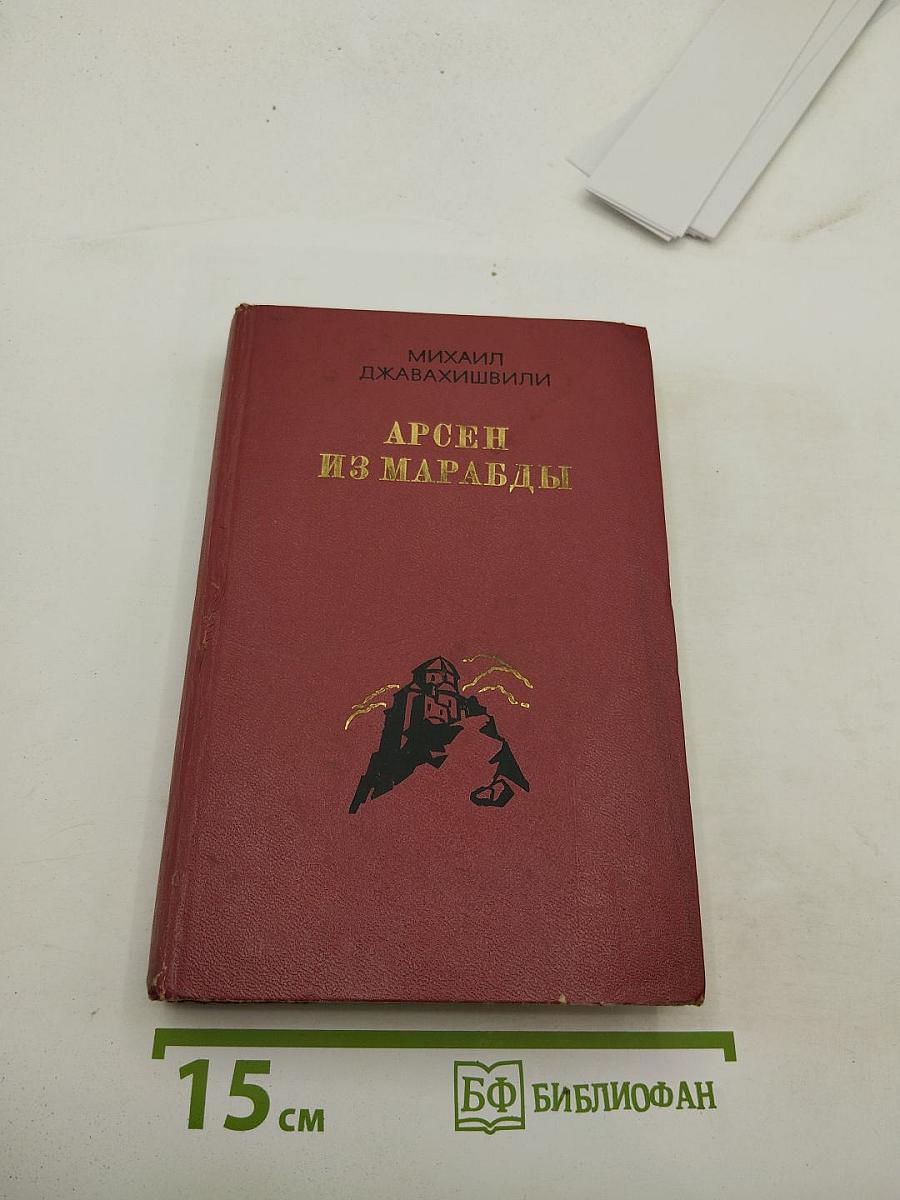 МИХАИЛ
ДЖАВАХИШВИЛИ
АРСЕН
ИЗ МАРАБДЫ
15 см
БФ БИБЛИОФАН